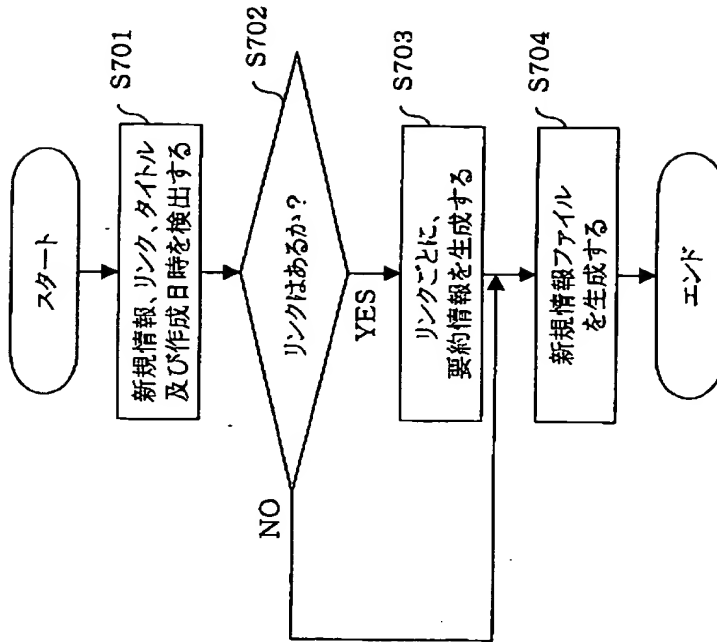 スタート
S701
新規情報、リンク、タイトル
及び作成日時を検出する
S702
リンクはあるか?
NO
YES
S703
リンクごとに、
要約情報を生成する
S704
新規情報ファイル
を生成する
エンド